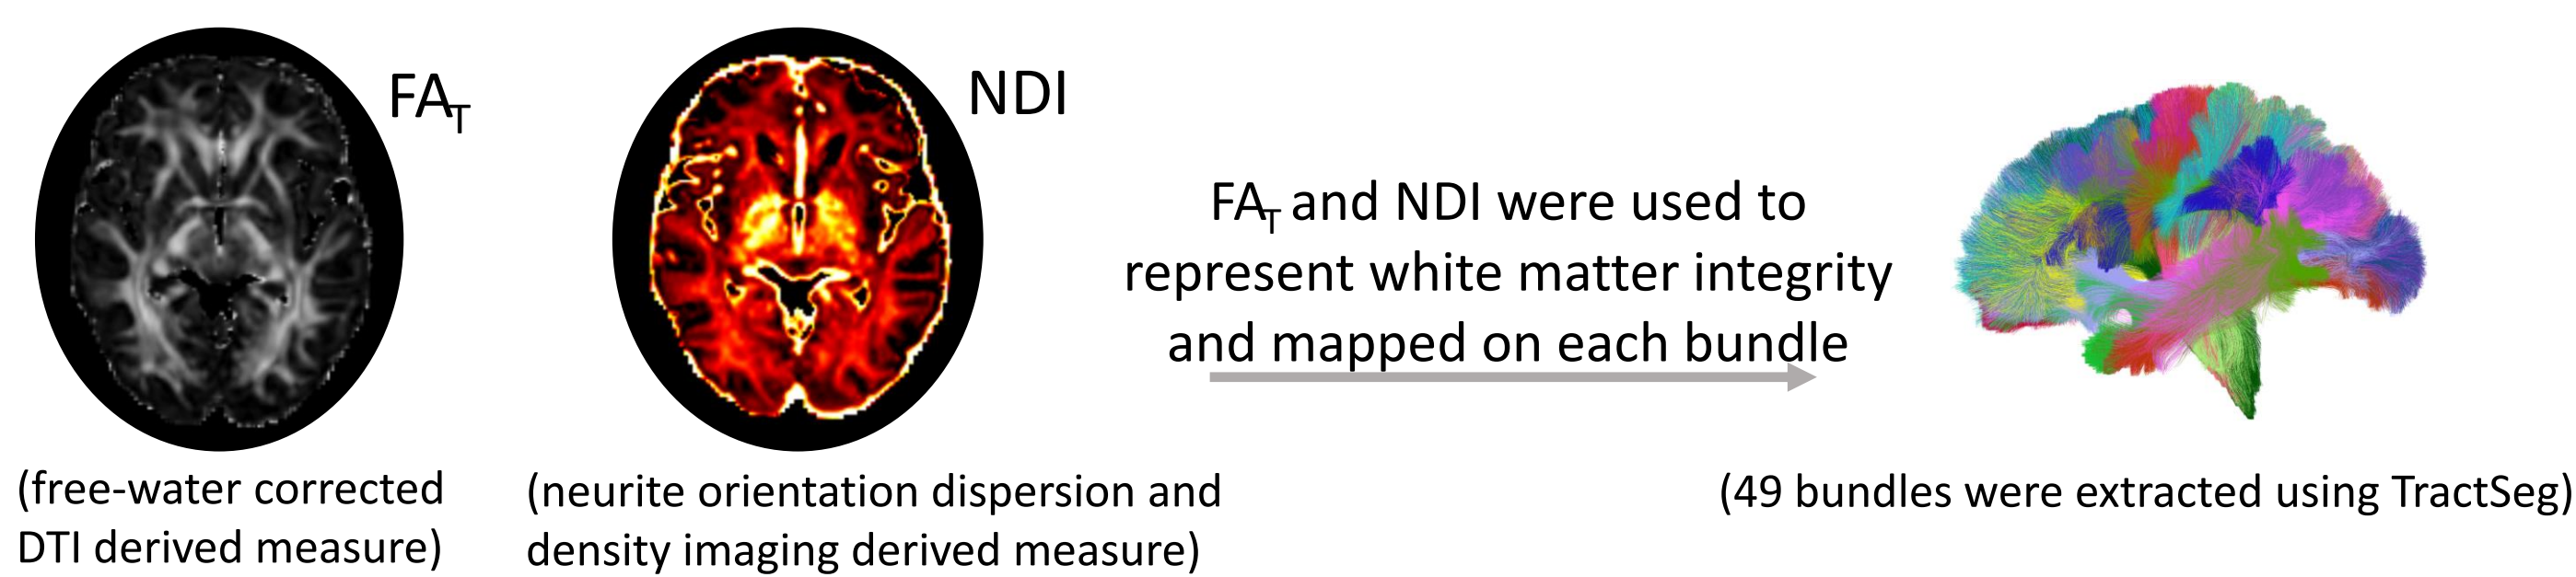 FAT
NDI
FAT and NDI were used to
represent white matter integrity
and mapped on each bundle
(free-water corrected
DTI derived measure)
(neurite orientation dispersion and
density imaging derived measure)
(49 bundles were extracted using TractSeg)